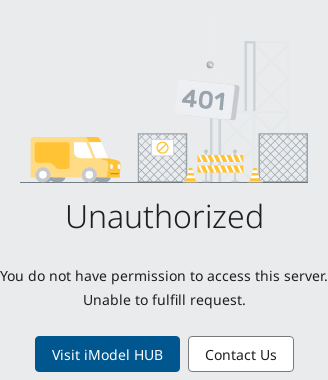 401
Unauthorized
You do not have permission to access this server.
Unable to fulfill request.
Visit iModel HUB
Contact Us